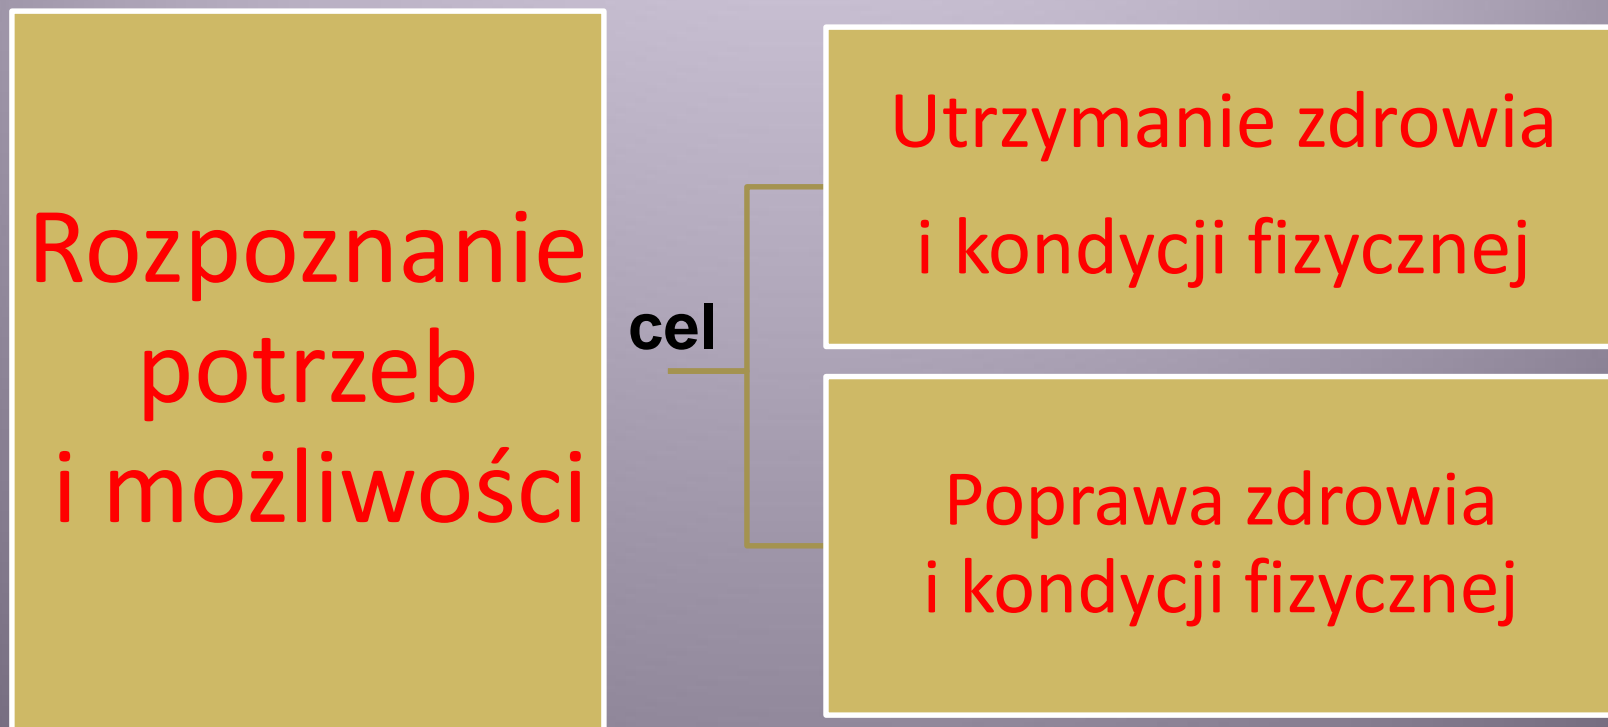 Rozpoznanie
potrzeb
i możliwości
cel
Utrzymanie zdrowia
i kondycji fizycznej
Poprawa zdrowia
i kondycji fizycznej